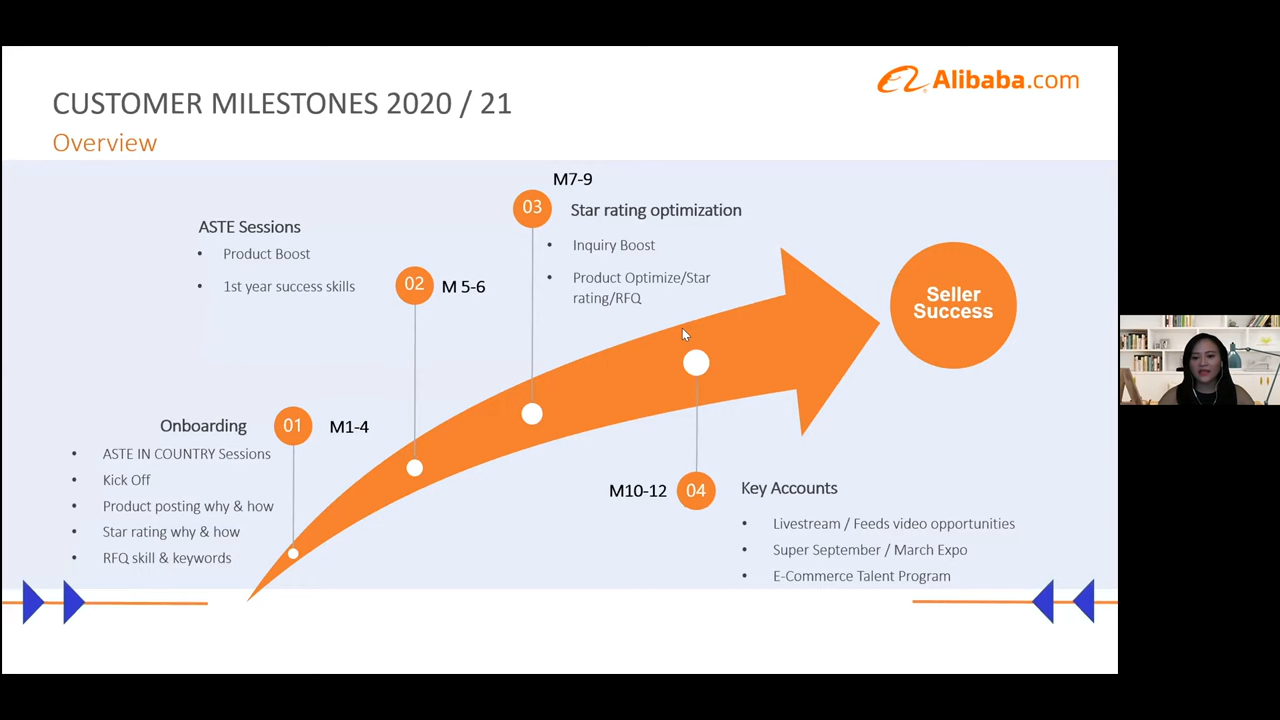 Alibaba.com
CUSTOMER MILESTONES 2020 / 21
Overview
M7-9
03
Star rating optimization
Inquiry Boost
Product Optimize/Star
rating/RFQ
ASTE Sessions
Product Boost
1st year success skills
02
M 5-6
Seller
Success
Onboarding
01
M1-4
ASTE IN COUNTRY Sessions
Kick Off
Product posting why & how
Star rating why & how
RFQ skill & keywords
M10-12
04
Key Accounts
Livestream / Feeds video opportunities
Super September / March Expo
E-Commerce Talent Program